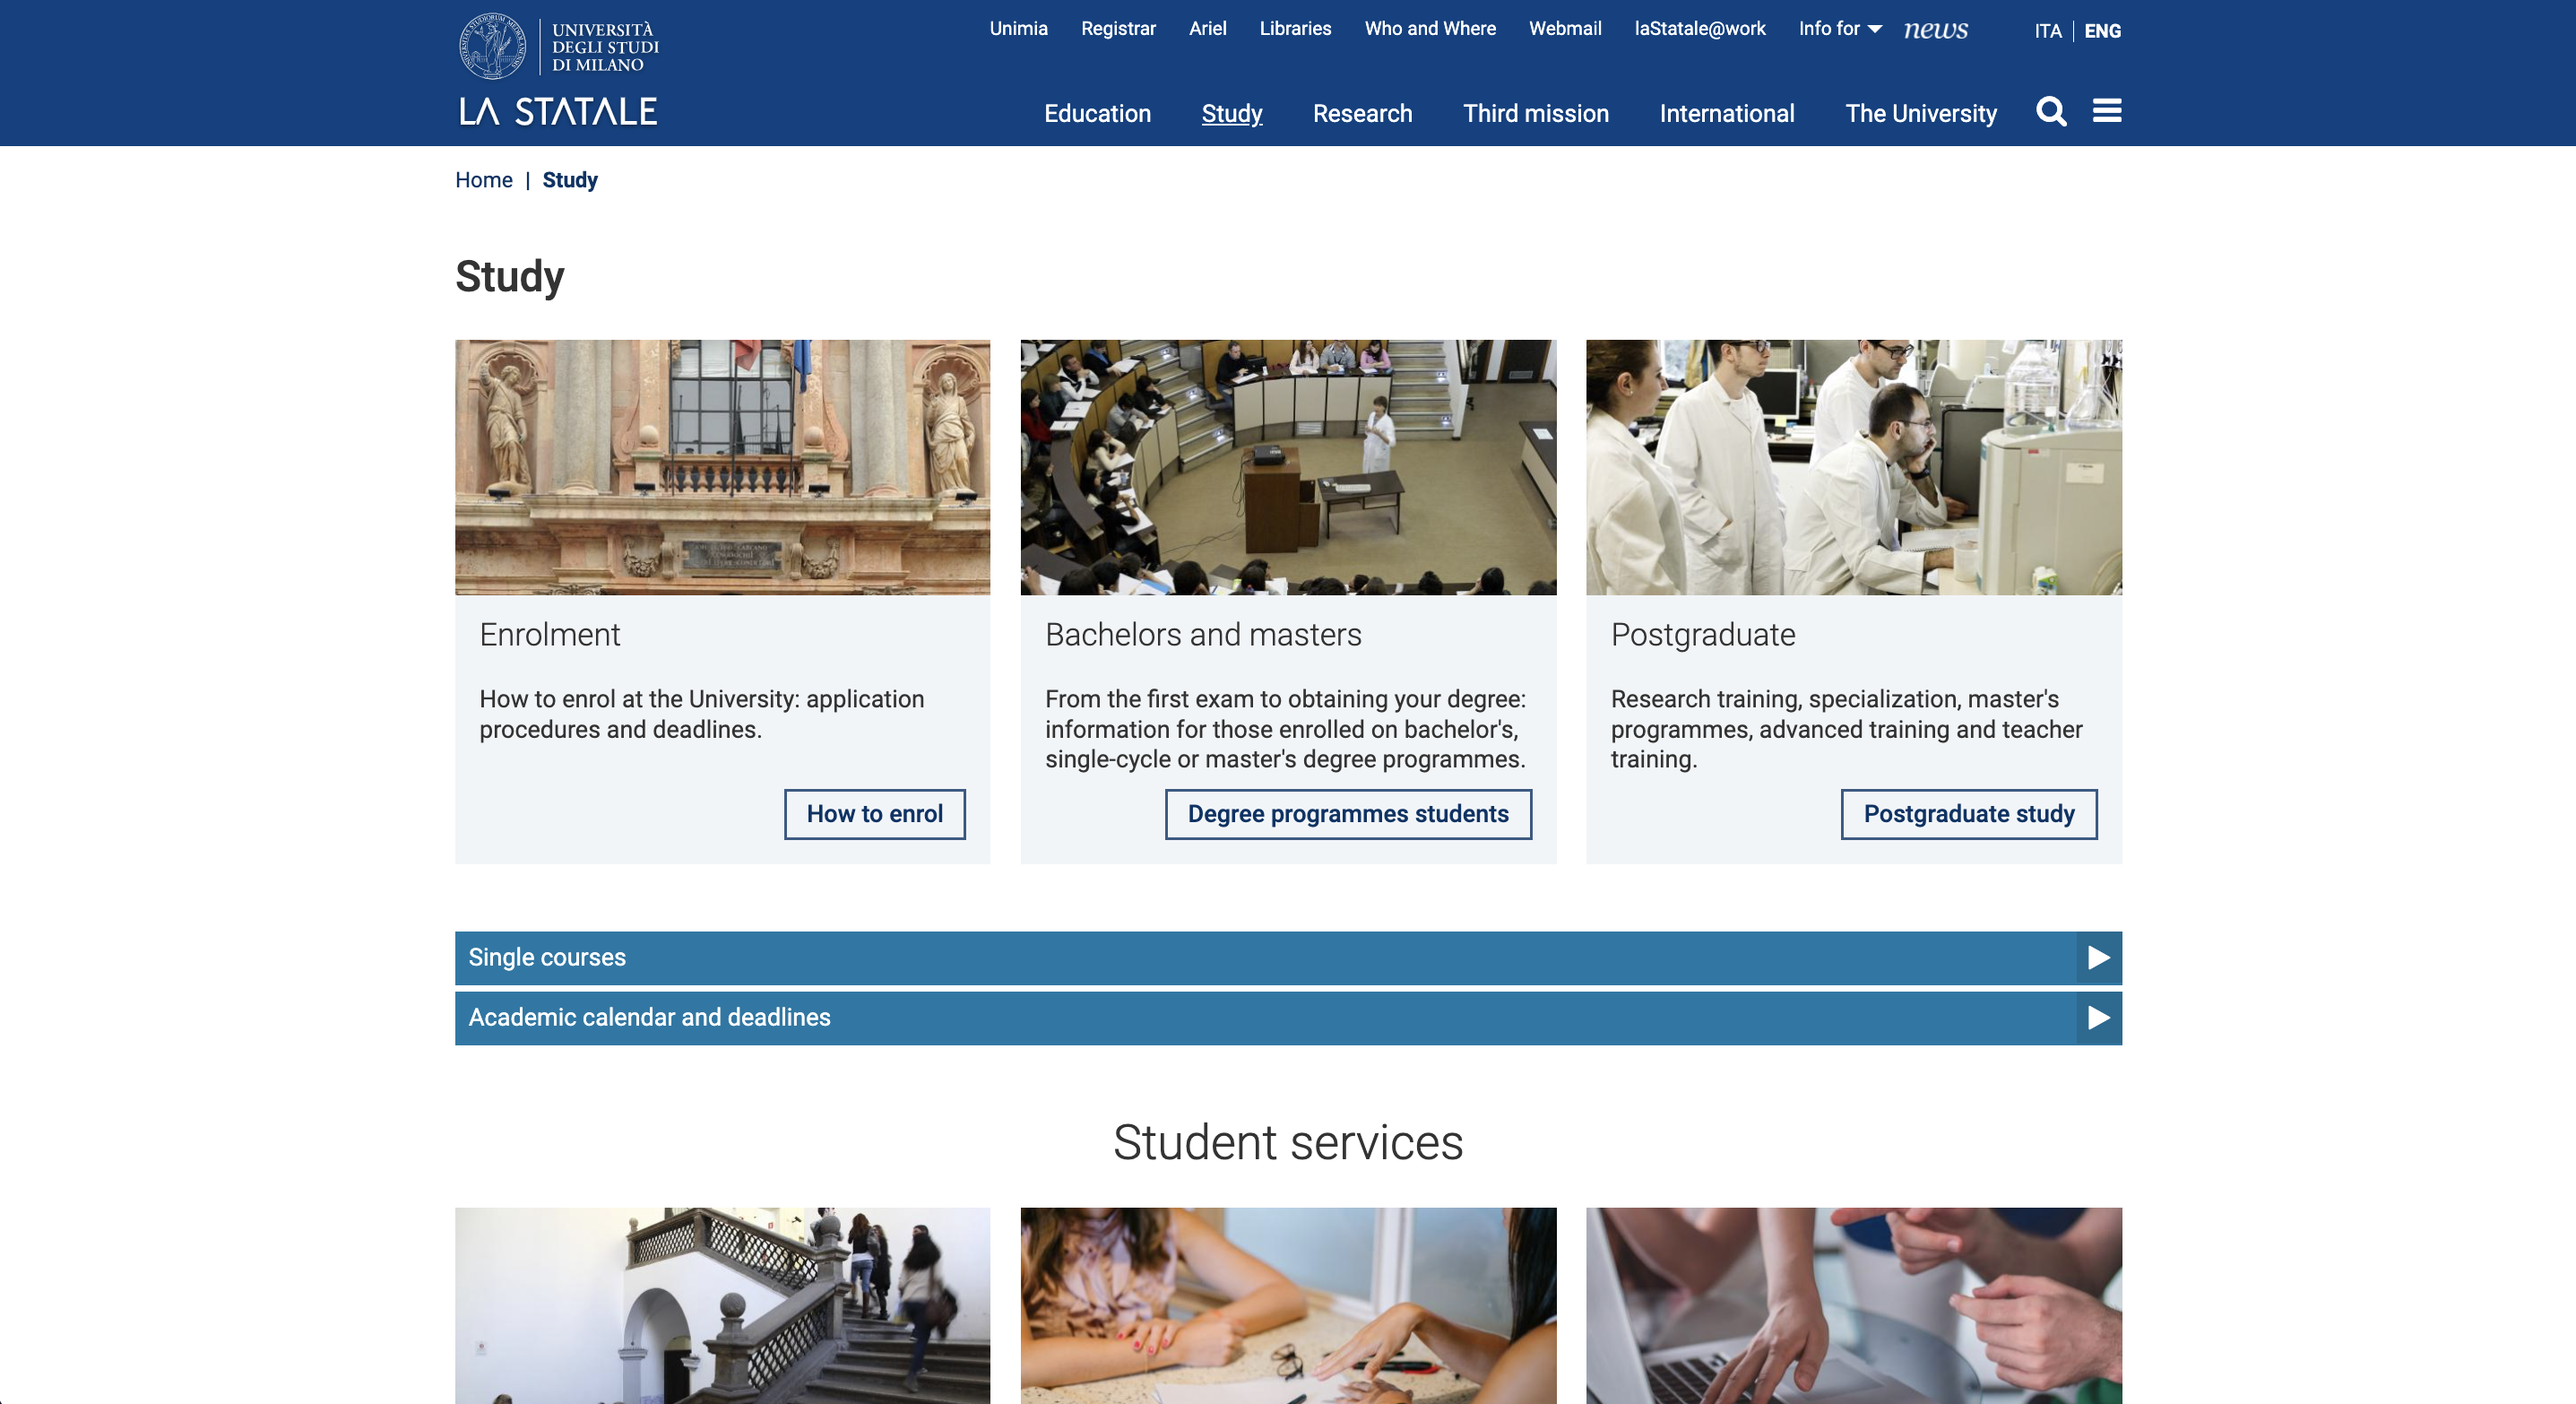 UNIVERSITÀ
DEGLI STUDI
DI MILANO
LA STATALE
Unimia Registrar Ariel Libraries Who and Where Webmail laStatale@work Info for news ITA ENG
Education Study Research Third mission International The University
Home | Study
Study
Enrolment
How to enrol at the University: application
procedures and deadlines.
How to enrol
Bachelors and masters
From the first exam to obtaining your degree:
information for those enrolled on bachelor's,
single-cycle or master's degree programmes.
Degree programmes students
Postgraduate
Research training, specialization, master's
programmes, advanced training and teacher
training.
Postgraduate study
Single courses
Academic calendar and deadlines
Student services